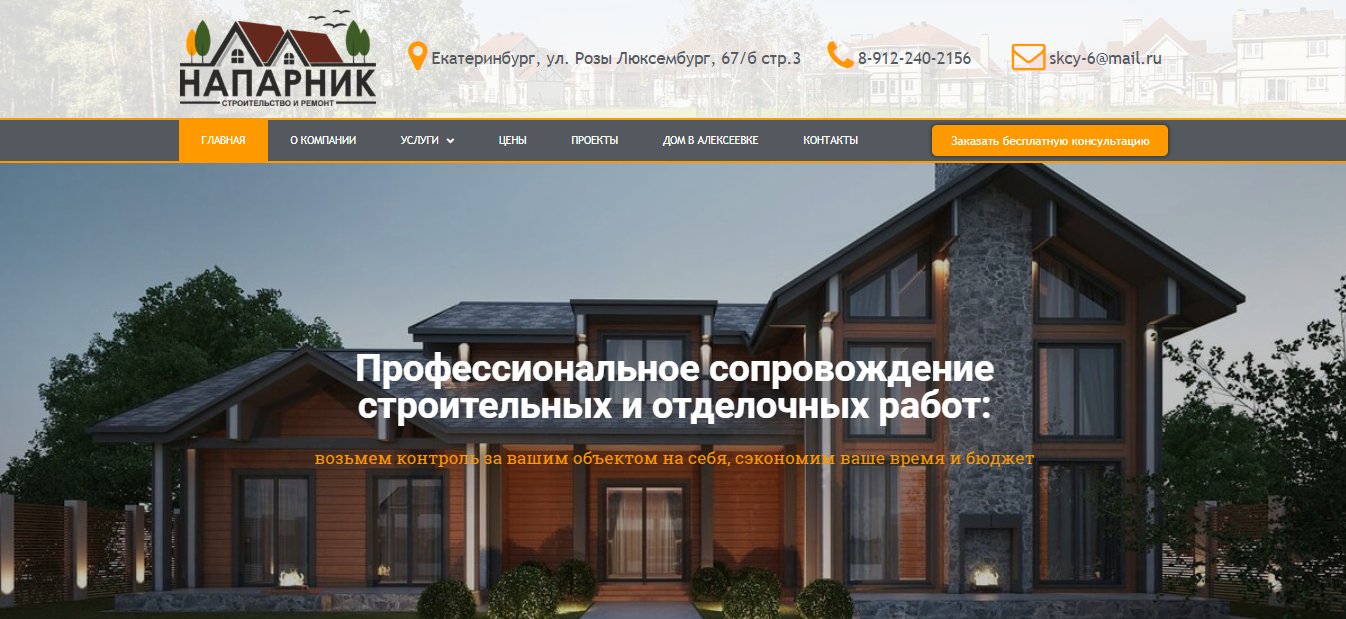 НАПАРНИК
СТРОИТЕЛЬСТВО И РЕМОНТ
Екатеринбург, ул. Розы Люксембург, 67/б стр.3
8-912-240-2156
skcy-6@mail.ru
ГЛАВНАЯ
О КОМПАНИИ
УСЛУГИ
ЦЕНЫ
ПРОЕКТЫ
ДОМ В АЛЕКСЕЕВКЕ
КОНТАКТЫ
Заказать бесплатную консультацию
Профессиональное сопровождение
строительных и отделочных работ:
возьмем контроль за вашим объектом на себя, сэкономим ваше время и бюджет